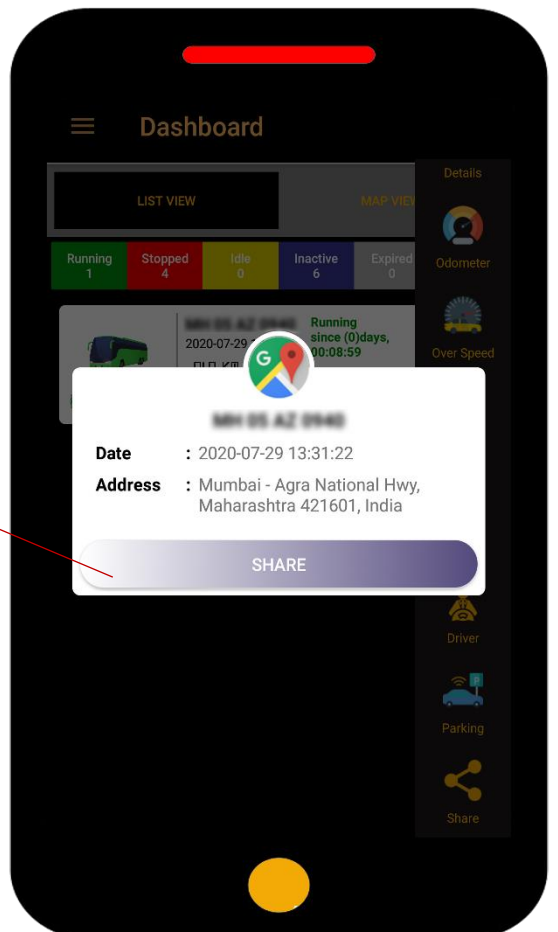 Dashboard
Details
LIST VIEW
MAP VIEW
Running
1
Stopped
4
Idle
0
Inactive
6
Expired
0
Odometer
Running
since (0)days,
00:08:59
2020-07-29
Over Speed
G
Date : 2020-07-29 13:31:22
Address : Mumbai - Agra National Hwy,
Maharashtra 421601, India
SHARE
Driver
P
Parking
Share